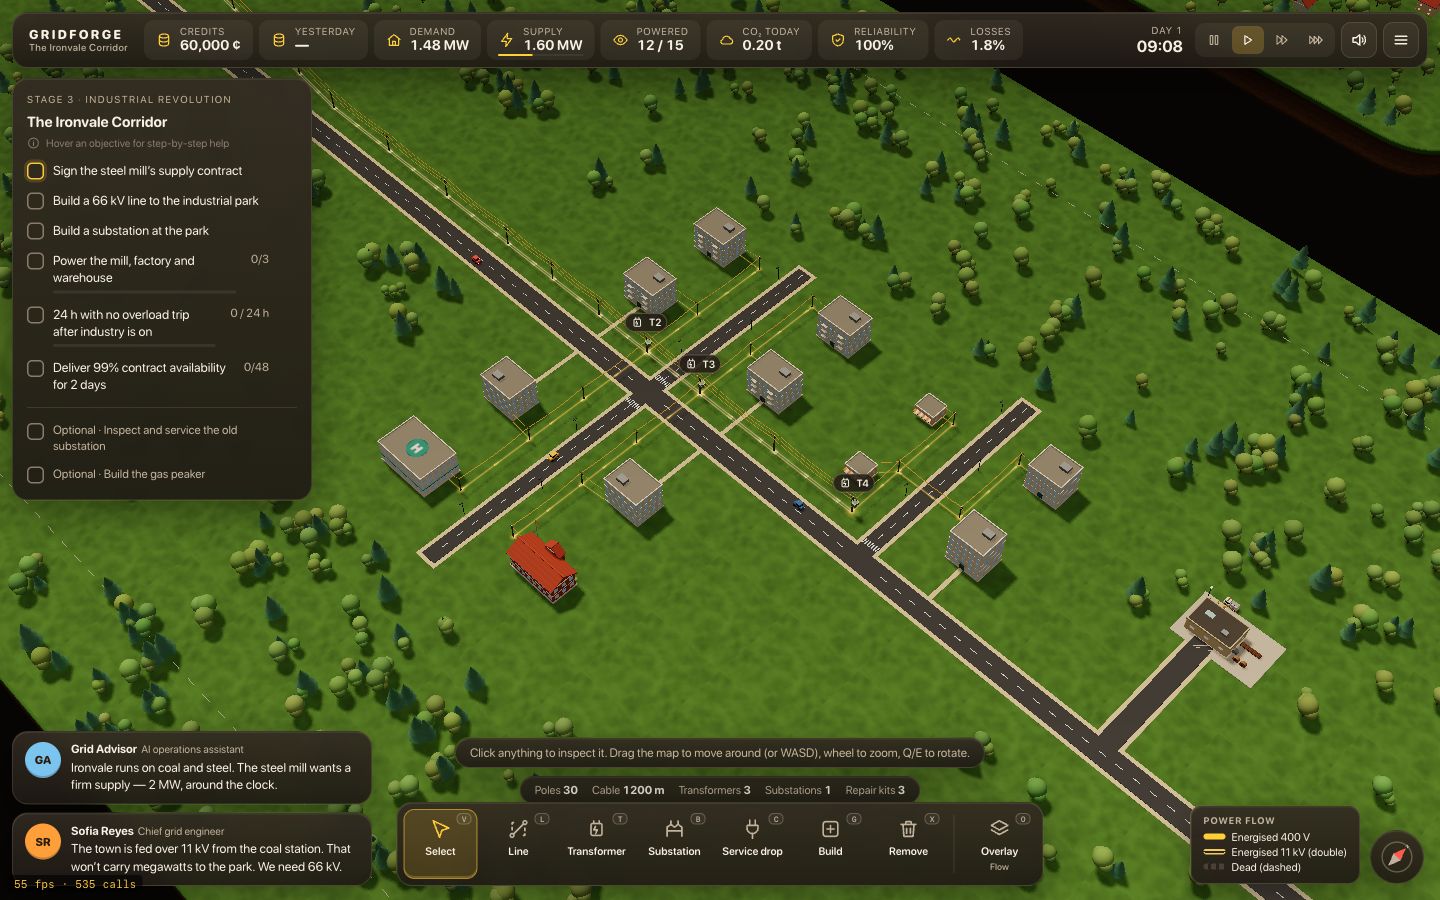 GRIDFORGE
The Ironvale Corridor
CREDITS
60,000 ¢
YESTERDAY
—
DEMAND
1.48 MW
SUPPLY
1.60 MW
POWERED
12 / 15
CO₂ TODAY
0.20 t
RELIABILITY
100%
LOSSES
1.8%
DAY 1
09:08
STAGE 3 · INDUSTRIAL REVOLUTION
The Ironvale Corridor
Hover an objective for step-by-step help
Sign the steel mill's supply contract
Build a 66 kV line to the industrial park
Build a substation at the park
Power the mill, factory and 0/3
warehouse
24 h with no overload trip 0 / 24 h
after industry is on
Deliver 99% contract availability 0/48
for 2 days
Optional · Inspect and service the old
substation
Optional · Build the gas peaker
T2
T3
T4
H
GA
Grid Advisor AI operations assistant
Ironvale runs on coal and steel. The steel mill wants a
firm supply — 2 MW, around the clock.
SR
Sofia Reyes Chief grid engineer
The town is fed over 11 kV from the coal station. That
won't carry megawatts to the park. We need 66 kV.
55 fps · 535 calls
Click anything to inspect it. Drag the map to move around (or WASD), wheel to zoom, Q/E to rotate.
Poles 30 Cable 1200 m Transformers 3 Substations 1 Repair kits 3
V
Select
L
Line
T
Transformer
B
Substation
C
Service drop
G
Build
X
Remove
O
Overlay
Flow
POWER FLOW
Energised 400 V
Energised 11 kV (double)
Dead (dashed)